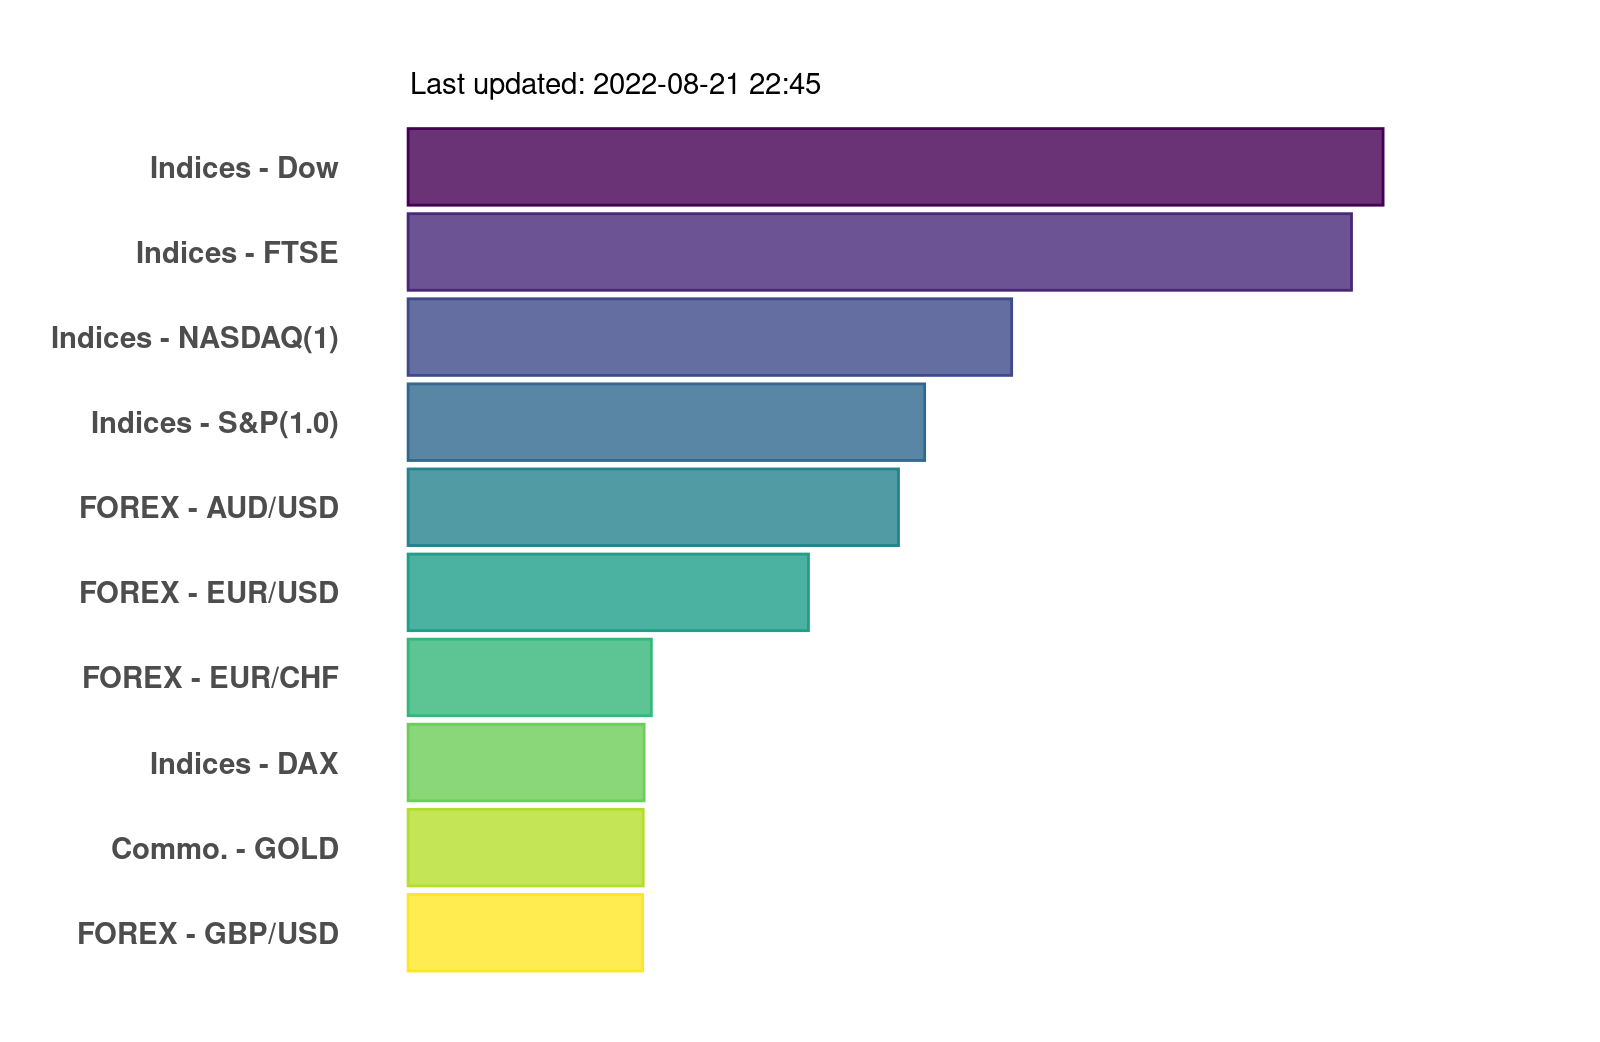 Last updated: 2022-08-21 22:45
Indices - Dow
Indices - FTSE
Indices - NASDAQ(1)
Indices - S&P(1.0)
FOREX - AUD/USD
FOREX - EUR/USD
FOREX - EUR/CHF
Indices - DAX
Commo. - GOLD
FOREX - GBP/USD